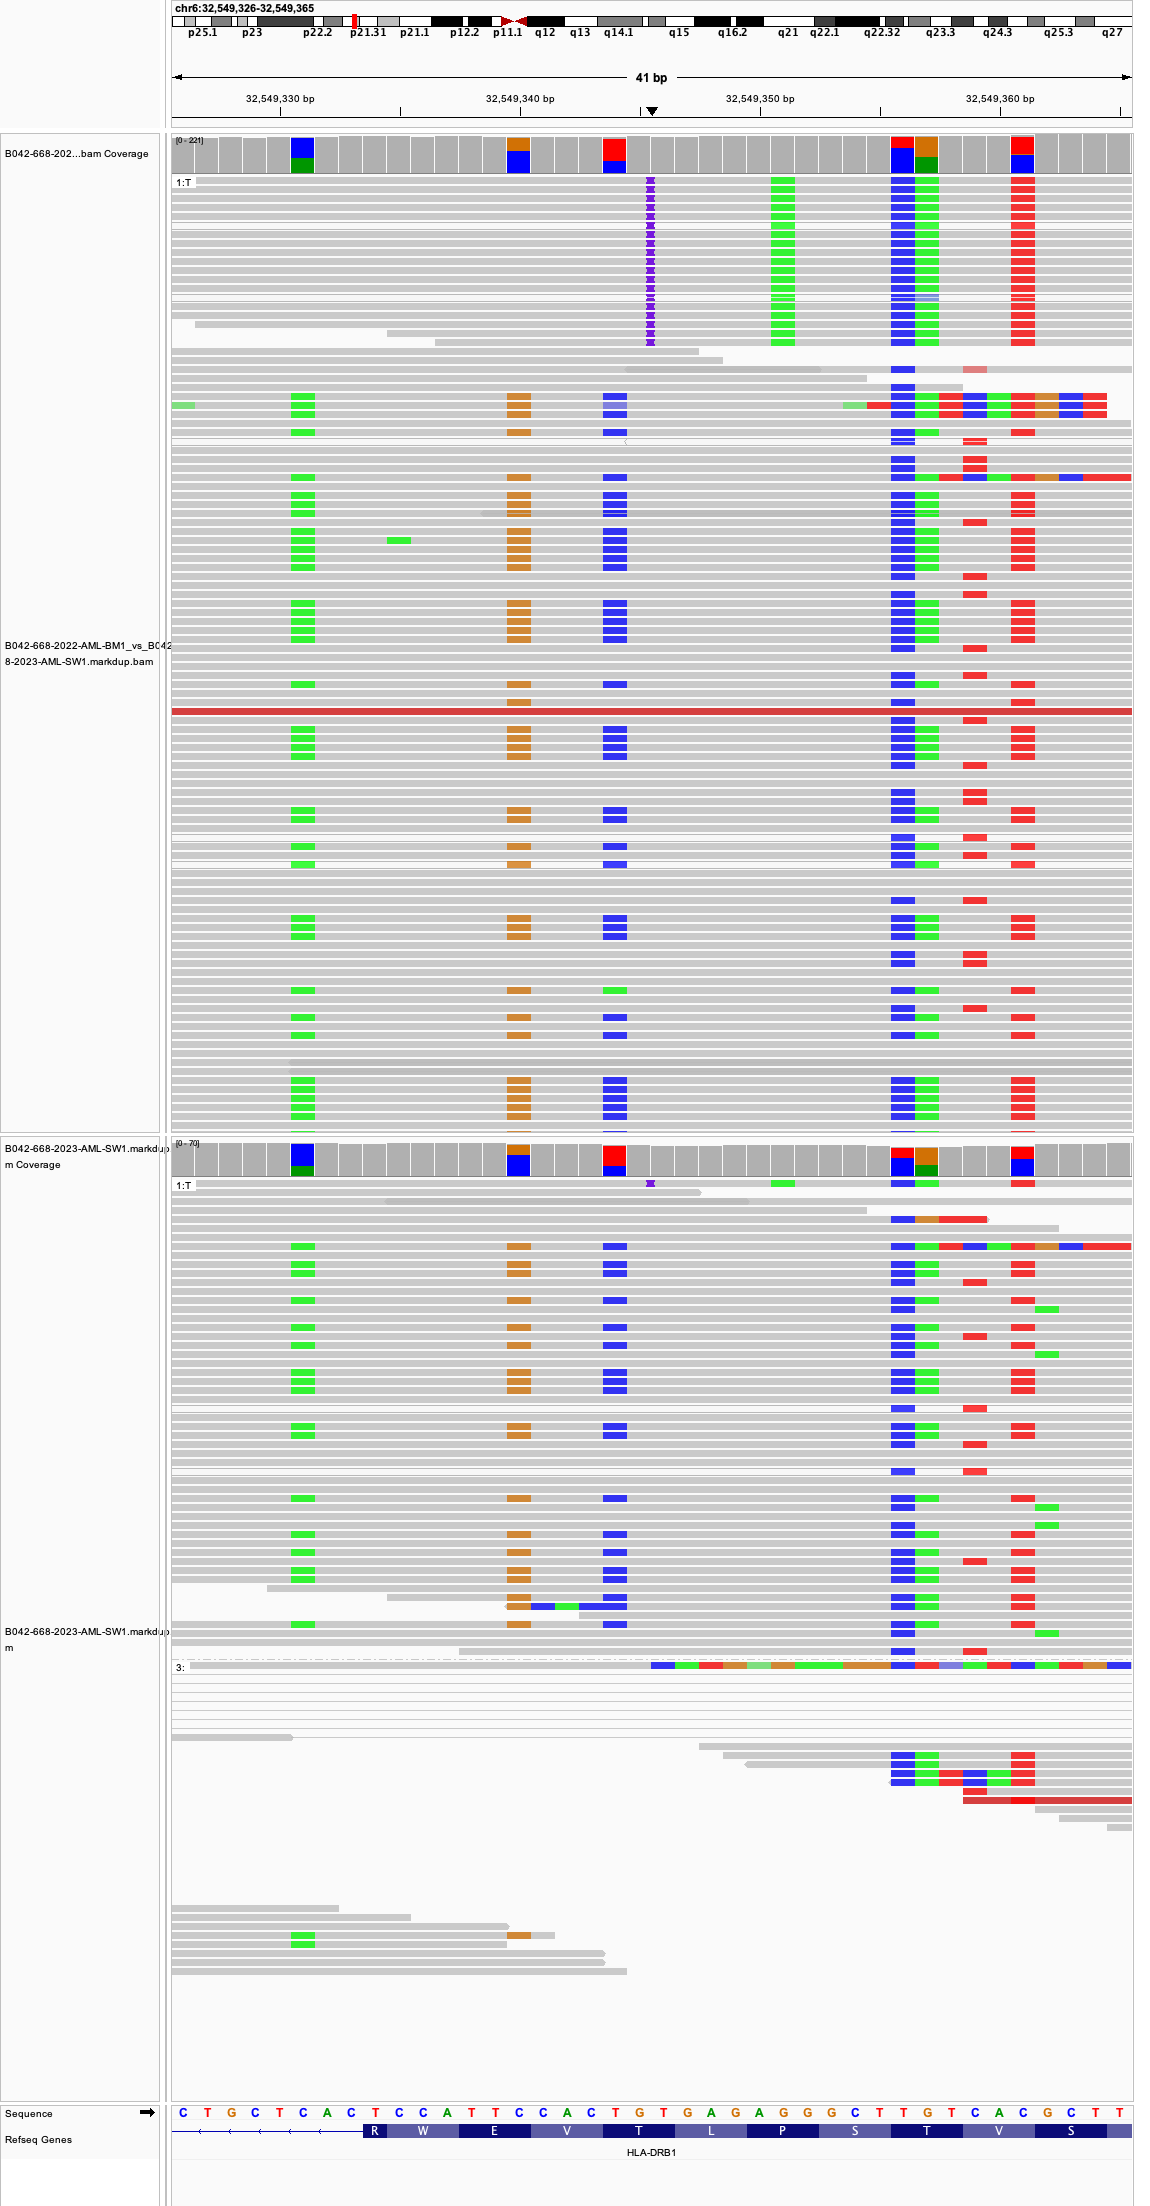 chr6:32,549,326-32,549,365
p25.1 p23 p22.2 p21.31 p21.1 p12.2 p11.1 q12 q13 q14.1 q15 q16.2 q21 q22.1 q22.32 q23.3 q24.3 q25.3 q27
41 bp
32,549,330 bp 32,549,340 bp 32,549,350 bp 32,549,360 bp
[0 - 221]
B042-668-202...bam Coverage
1:T
B042-668-2022-AML-BM1_vs_B042
8-2023-AML-SW1.markdup.bam
[0 - 70]
B042-668-2023-AML-SW1.markdup
m Coverage
1:T
B042-668-2023-AML-SW1.markdup
m
3:
Sequence C T G C T C A C T C C A T T C C A C T G T G A G A G G G C T T G T C A C G C T T
Refseq Genes R W E V T L P S T V S
HLA-DRB1